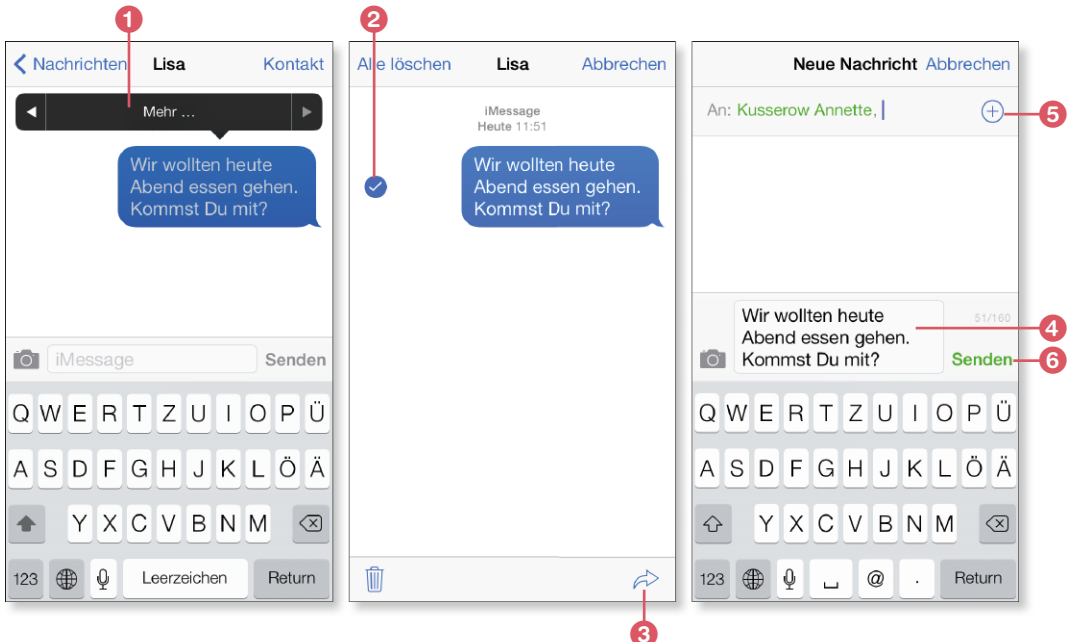 1
2
Nachrichten Lisa Kontakt
Mehr ...
Wir wollten heute
Abend essen gehen.
Kommst Du mit?
iMessage
Senden
Q W E R T Z U I O P Ü
A S D F G H J K L Ö Ä
Y X C V B N M
123 Leerzeichen Return
Alle löschen Lisa Abbrechen
iMessage
Heute 11:51
Wir wollten heute
Abend essen gehen.
Kommst Du mit?
3
Neue Nachricht Abbrechen
An: Kusserow Annette,
5
Wir wollten heute
Abend essen gehen.
Kommst Du mit?
51/160
4
Senden
6
Q W E R T Z U I O P Ü
A S D F G H J K L Ö Ä
Y X C V B N M
123 @ . Return